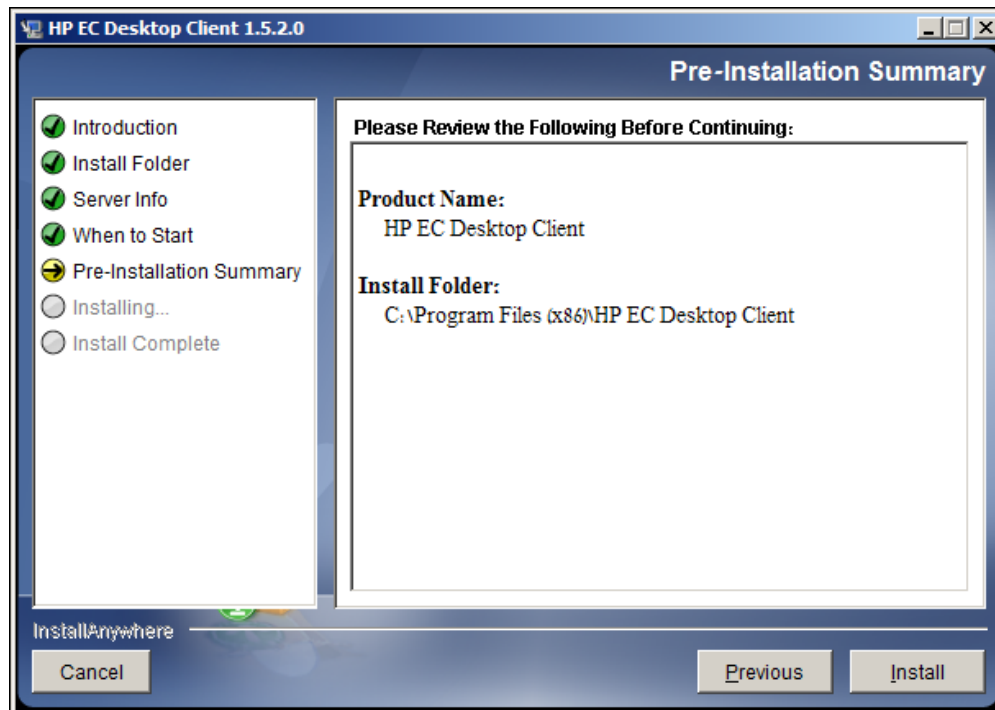 HP EC Desktop Client 1.5.2.0
Pre-Installation Summary
Introduction
Install Folder
Server Info
When to Start
Pre-Installation Summary
Installing...
Install Complete
Please Review the Following Before Continuing:
Product Name:
HP EC Desktop Client
Install Folder:
C:\Program Files (x86)\HP EC Desktop Client
InstallAnywhere
Cancel
Previous
Install